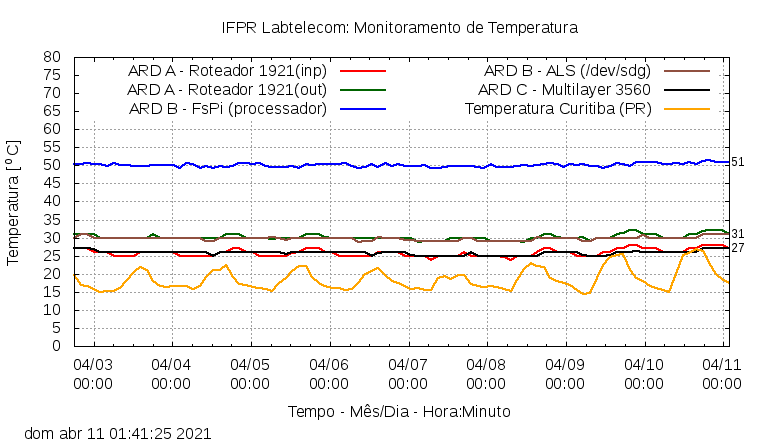 IFPR Labtelecom: Monitoramento de Temperatura
80
75
70
65
60
55
50
45
40
35
30
25
20
15
10
5
0
Temperatura [ ºC]
ARD A - Roteador 1921(inp)
ARD A - Roteador 1921(out)
ARD B - FsPi (processador)
ARD B - ALS (/dev/sdg)
ARD C - Multilayer 3560
Temperatura Curitiba (PR)
51
31
27
04/03 04/04 04/05 04/06 04/07 04/08 04/09 04/10 04/11
00:00 00:00 00:00 00:00 00:00 00:00 00:00 00:00 00:00
Tempo - Mês/Dia - Hora:Minuto
dom abr 11 01:41:25 2021